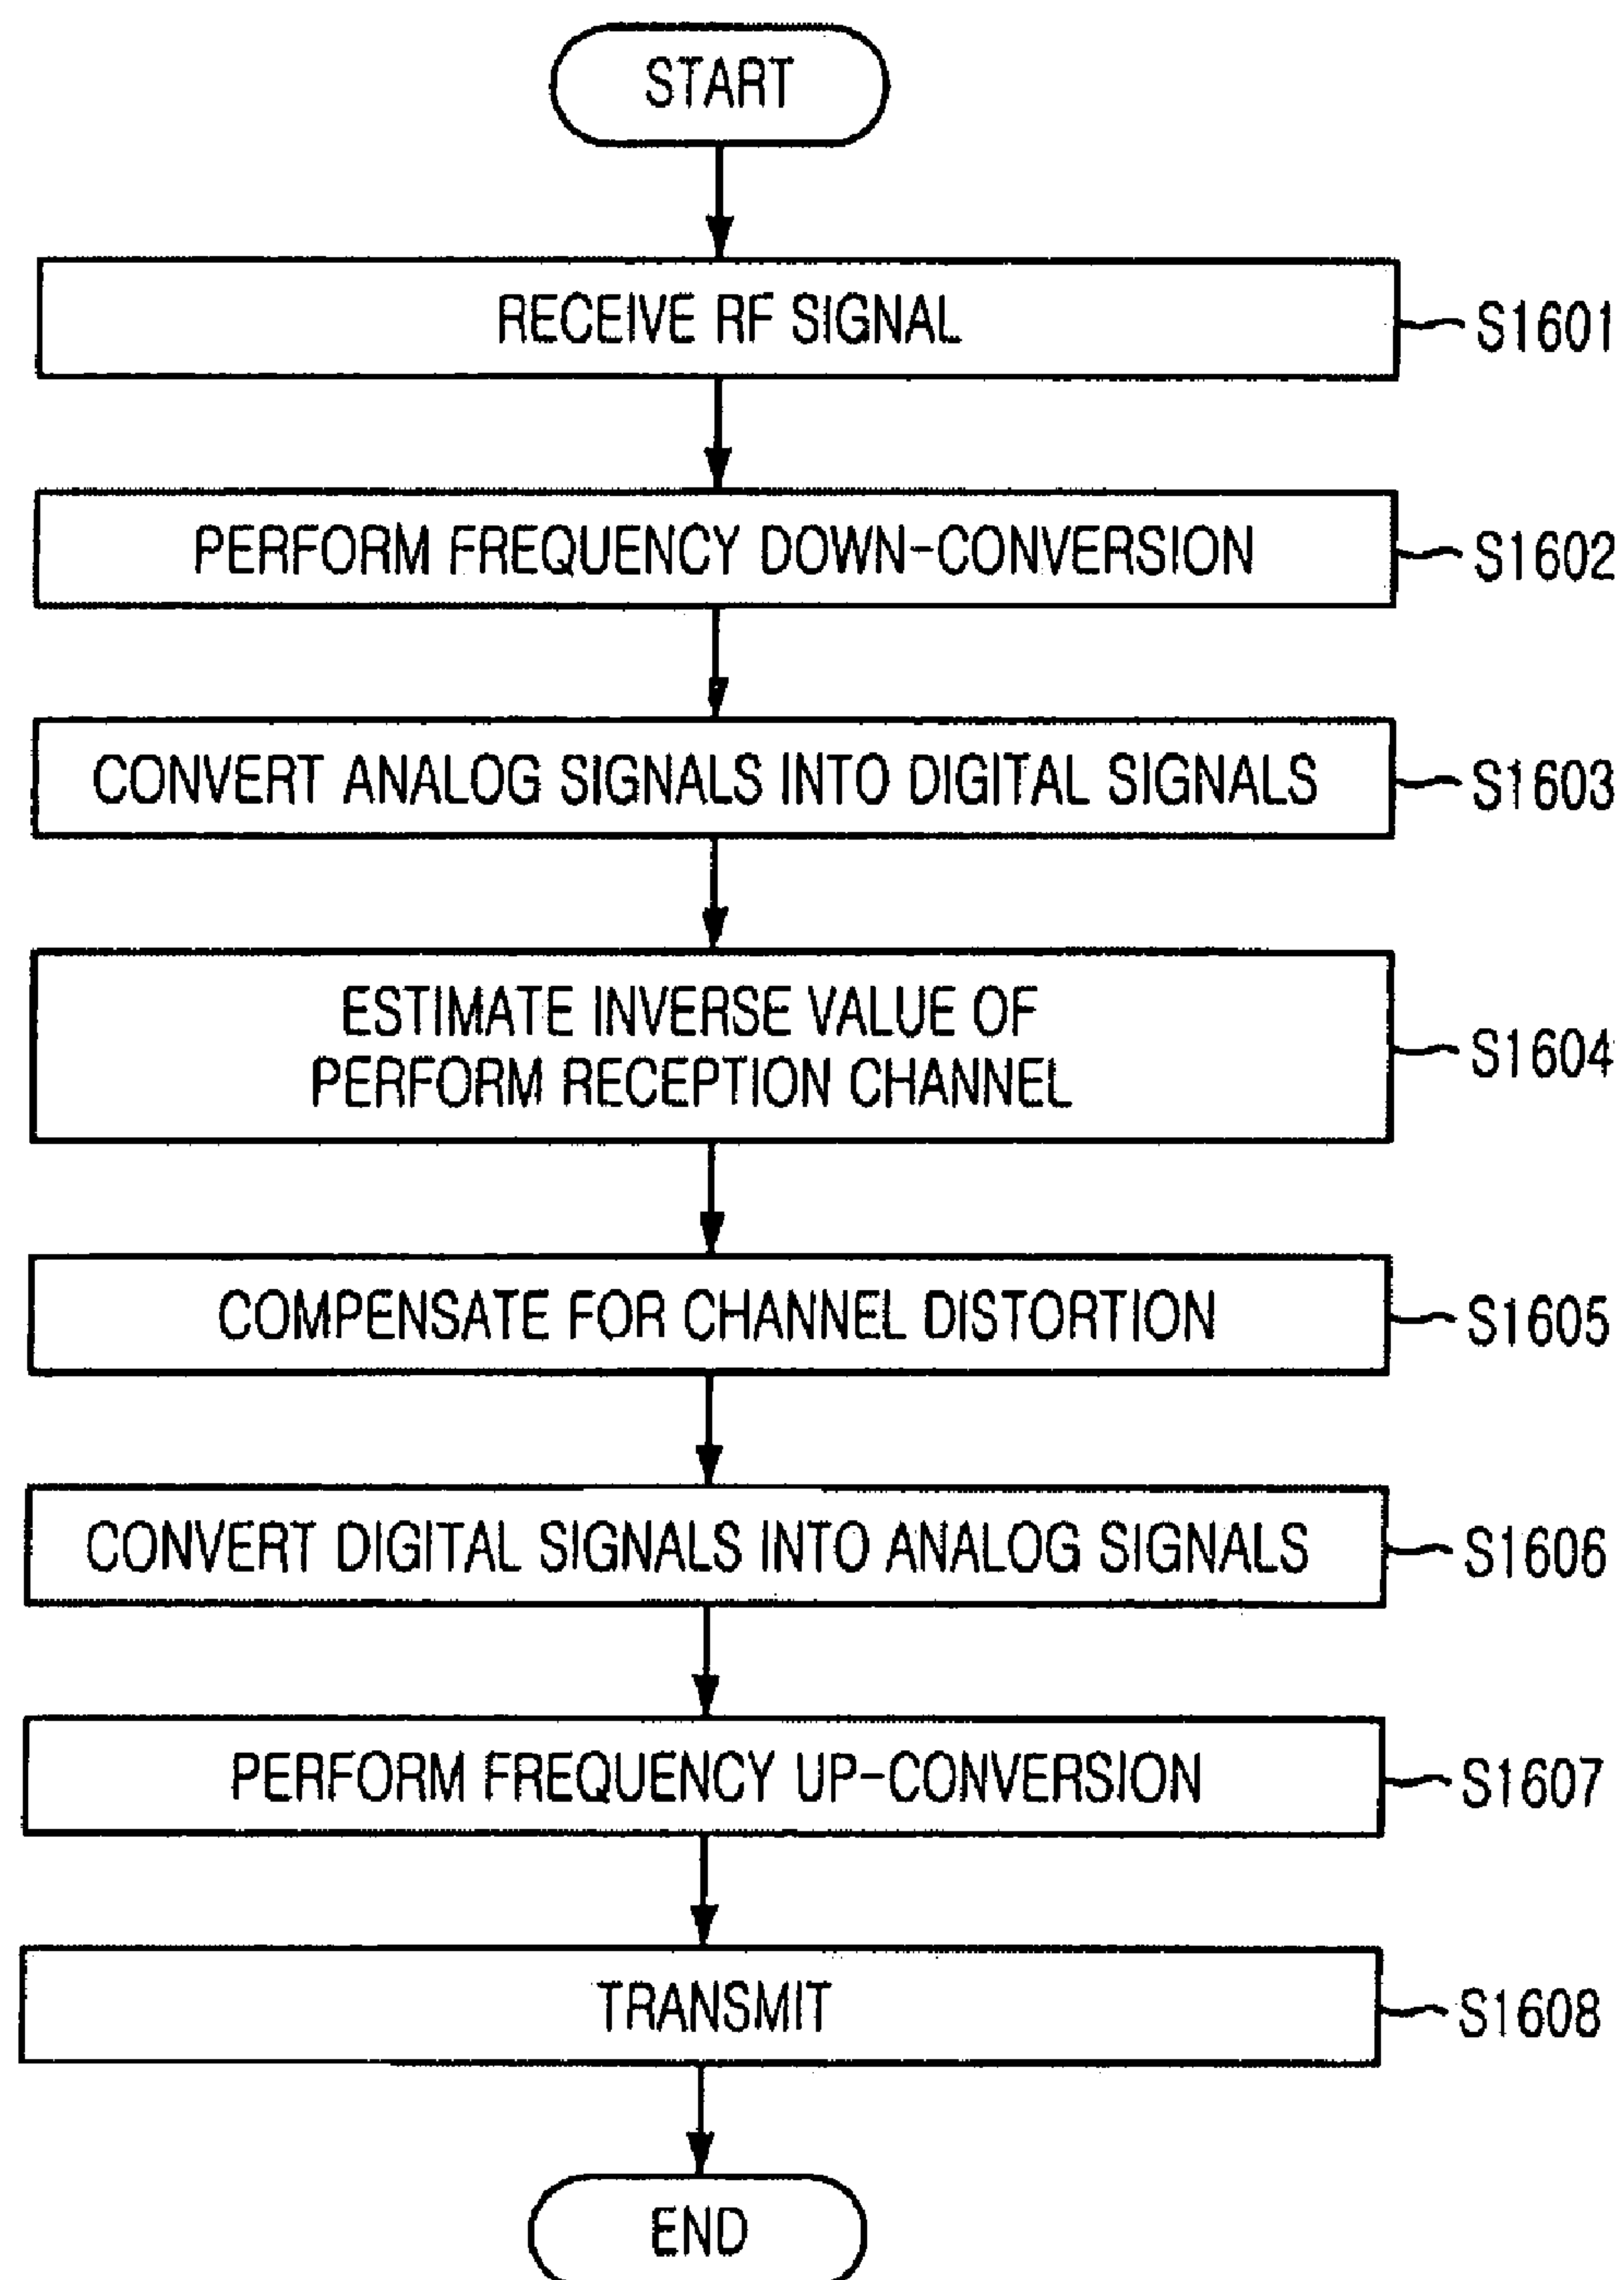 START
RECEIVE RF SIGNAL
S1601
PERFORM FREQUENCY DOWN-CONVERSION
S1602
CONVERT ANALOG SIGNALS INTO DIGITAL SIGNALS
S1603
ESTIMATE INVERSE VALUE OF
PERFORM RECEPTION CHANNEL
S1604
COMPENSATE FOR CHANNEL DISTORTION
S1605
CONVERT DIGITAL SIGNALS INTO ANALOG SIGNALS
S1606
PERFORM FREQUENCY UP-CONVERSION
S1607
TRANSMIT
S1608
END